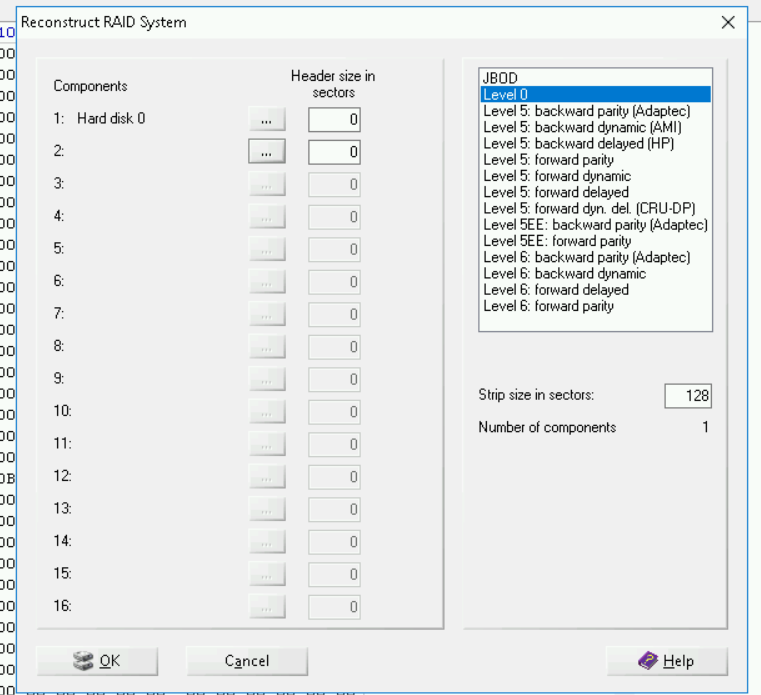 Reconstruct RAID System
Components
Header size in
sectors
1: Hard disk 0 ... 0
2: ... 0
3: ... 0
4: ... 0
5: ... 0
6: ... 0
7: ... 0
8: ... 0
9: ... 0
10: ... 0
11: ... 0
12: ... 0
13: ... 0
14: ... 0
15: ... 0
16: ... 0
JBOD
Level 0
Level 5: backward parity (Adaptec)
Level 5: backward dynamic (AMI)
Level 5: backward delayed (HP)
Level 5: forward parity
Level 5: forward dynamic
Level 5: forward delayed
Level 5: forward dyn. del. (CRU-DP)
Level 5EE: backward parity (Adaptec)
Level 5EE: forward parity
Level 6: backward parity (Adaptec)
Level 6: backward dynamic
Level 6: forward delayed
Level 6: forward parity
Strip size in sectors: 128
Number of components 1
OK
Cancel
Help